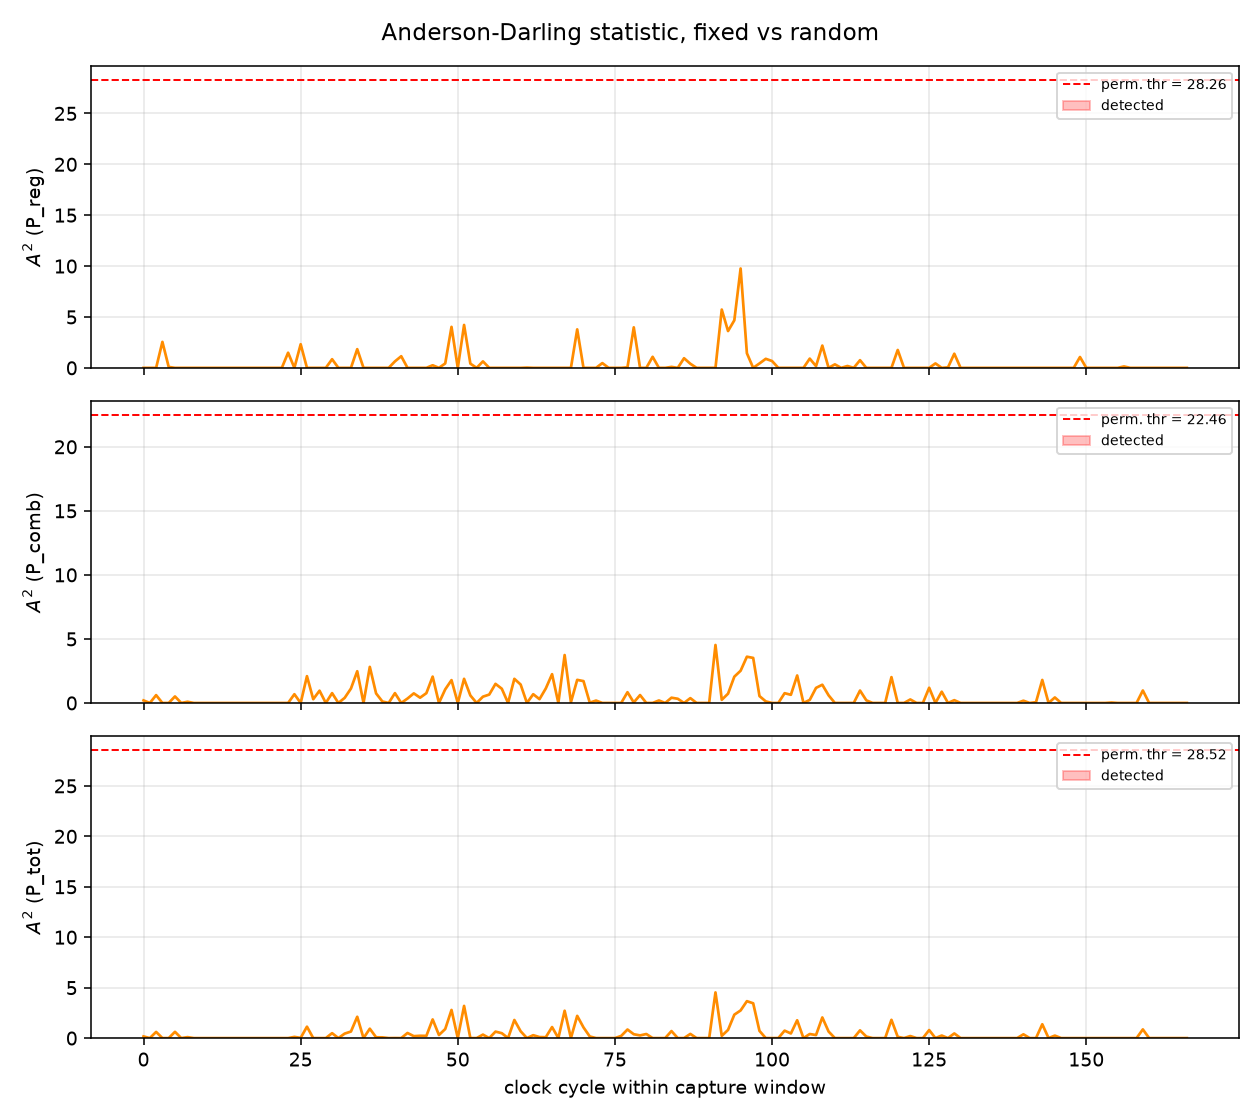 Anderson-Darling statistic, fixed vs random
25
20
15
10
5
0
A² (P_reg)
perm. thr = 28.26
detected
20
15
10
5
0
A² (P_comb)
perm. thr = 22.46
detected
25
20
15
10
5
0
A² (P_tot)
perm. thr = 28.52
detected
0 25 50 75 100 125 150
clock cycle within capture window